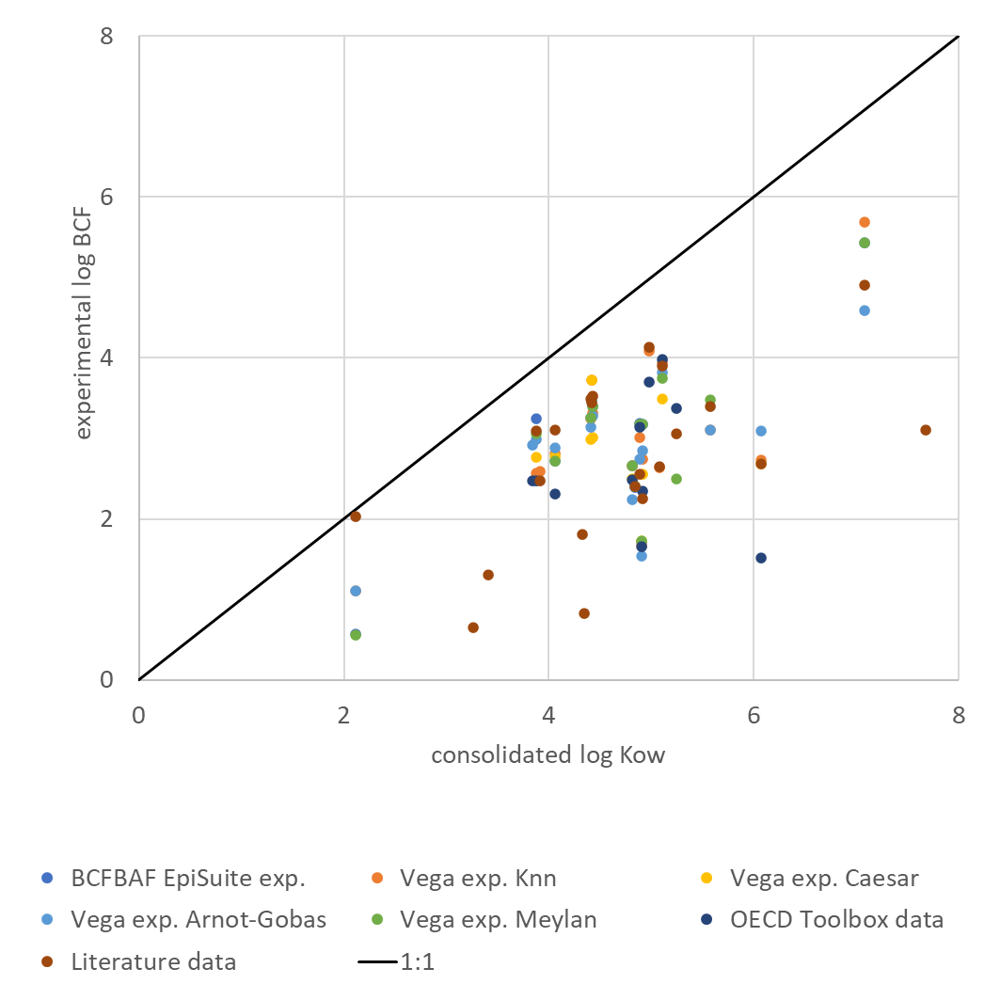 8
6
4
2
0
experimental log BCF
0 2 4 6 8
consolidated log Kow
BCFBAF EpiSuite exp. Vega exp. Knn Vega exp. Caesar
Vega exp. Arnot-Gobas Vega exp. Meylan OECD Toolbox data
Literature data 1:1